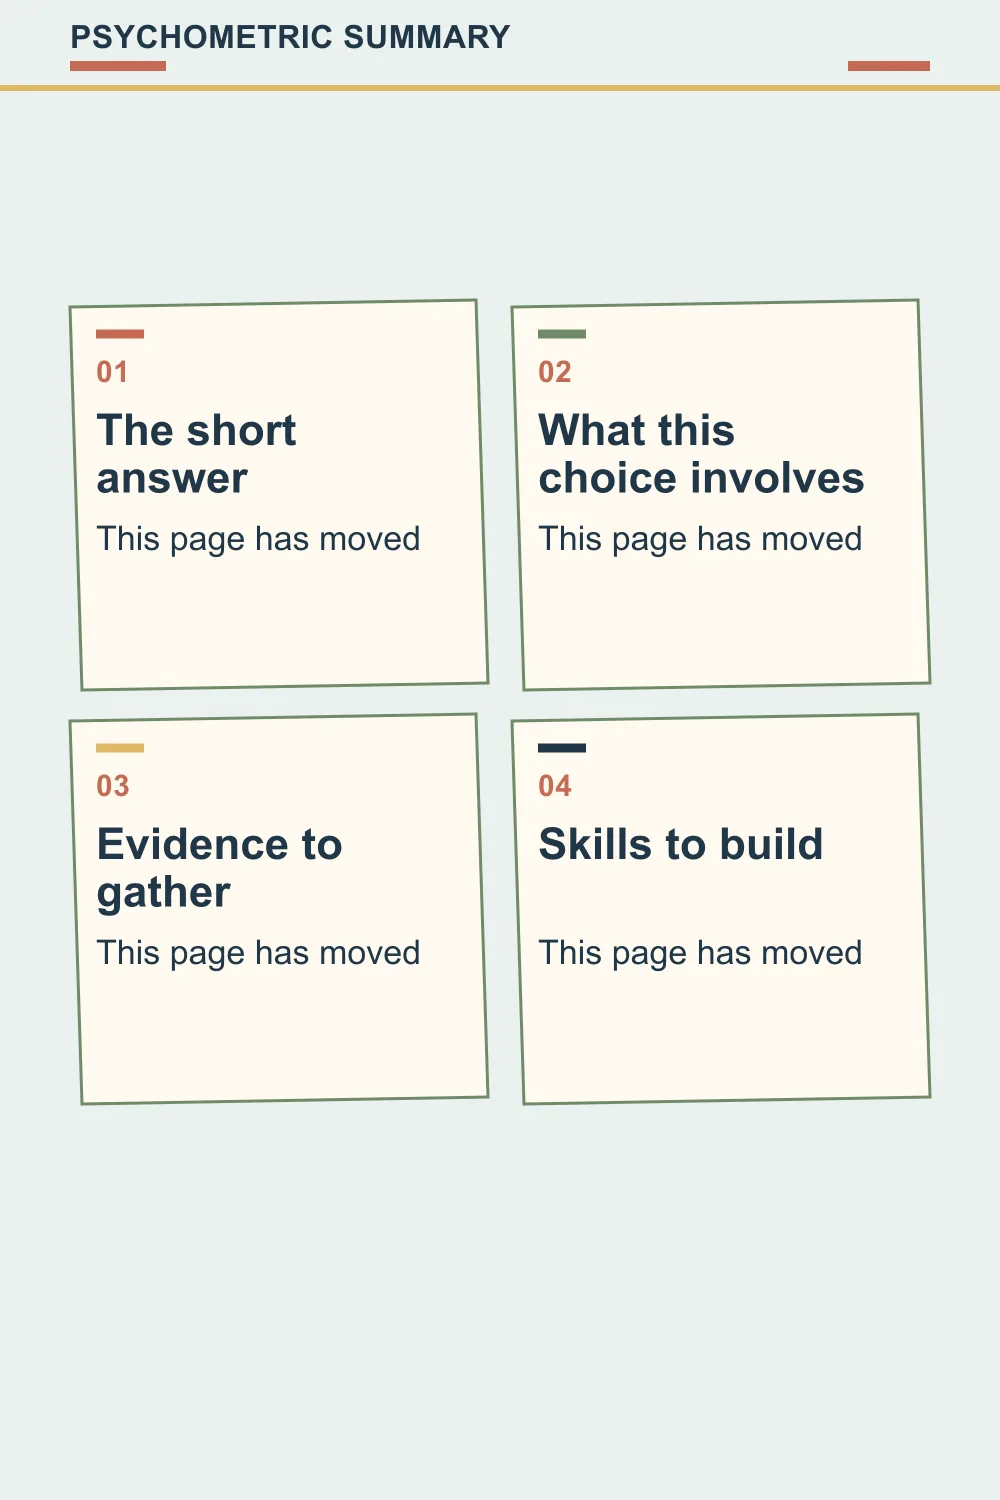 PSYCHOMETRIC SUMMARY
01
The short
answer
This page has moved
02
What this
choice involves
This page has moved
03
Evidence to
gather
This page has moved
04
Skills to build
This page has moved